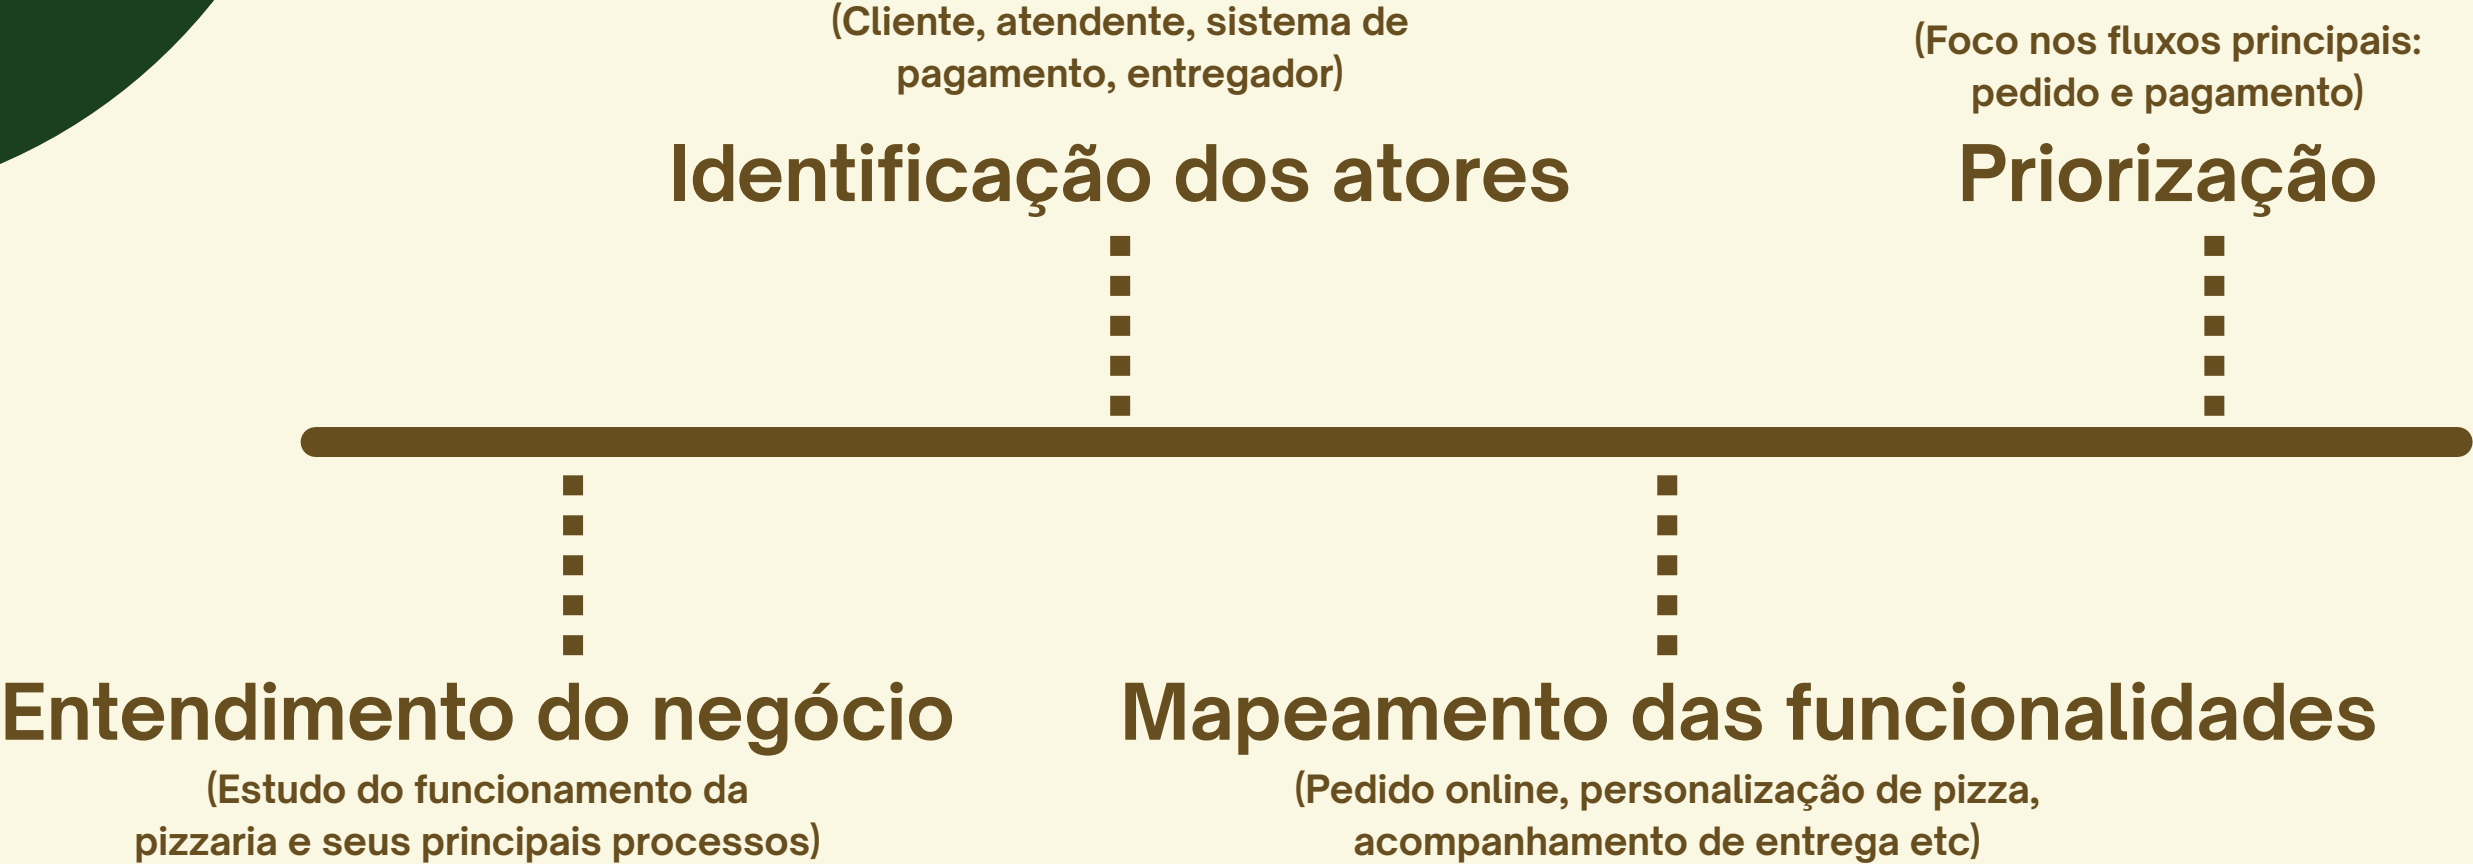 (Cliente, atendente, sistema de
pagamento, entregador)
Identificação dos atores
(Foco nos fluxos principais:
pedido e pagamento)
Priorização
Entendimento do negócio
(Estudo do funcionamento da
pizzaria e seus principais processos)
Mapeamento das funcionalidades
(Pedido online, personalização de pizza,
acompanhamento de entrega etc)